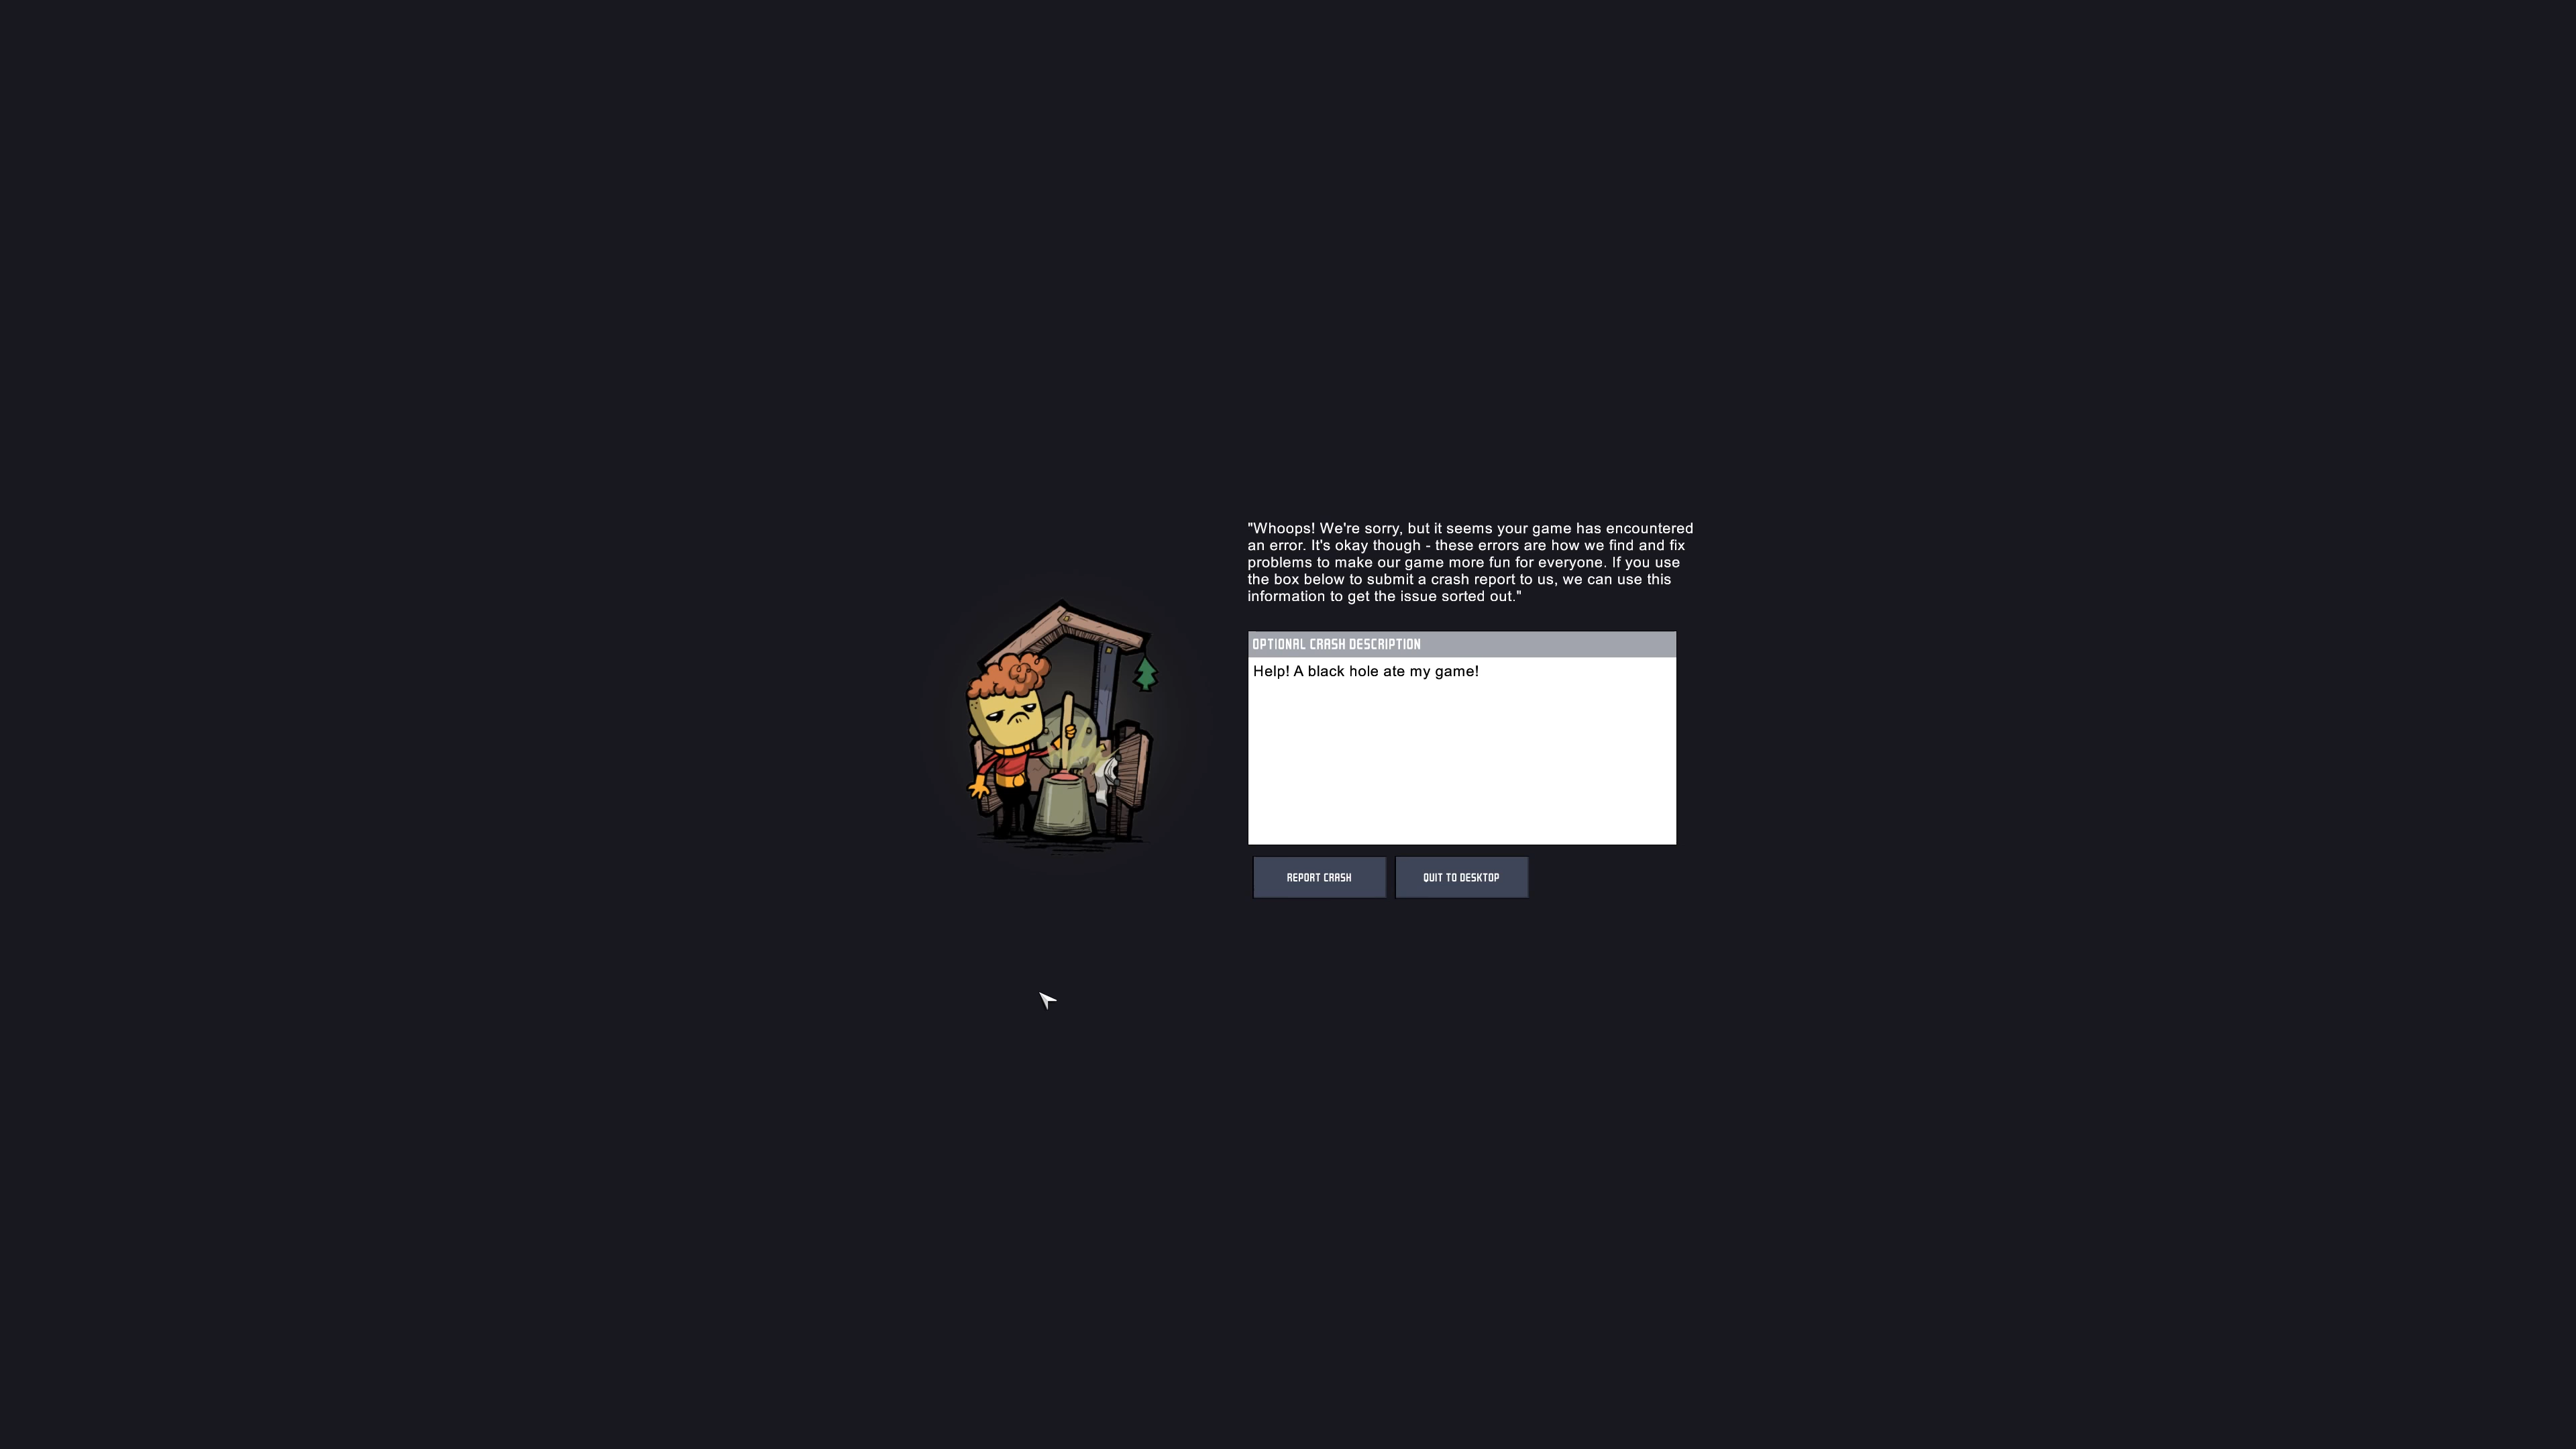 "Whoops! We're sorry, but it seems your game has encountered
an error. It's okay though - these errors are how we find and fix
problems to make our game more fun for everyone. If you use
the box below to submit a crash report to us, we can use this
information to get the issue sorted out."
OPTIONAL CRASH DESCRIPTION
Help! A black hole ate my game!
REPORT CRASH
QUIT TO DESKTOP